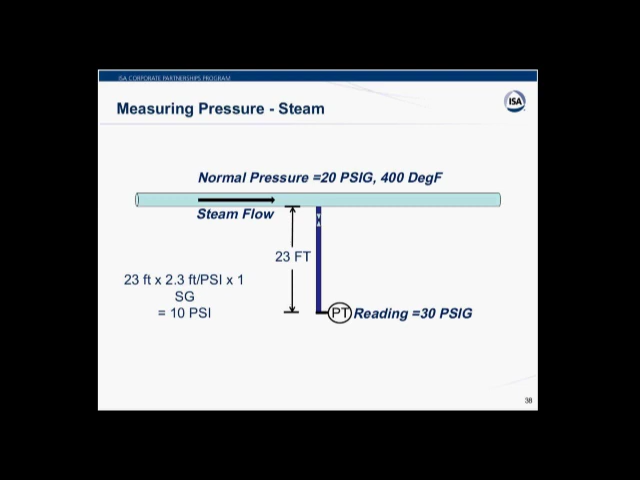 ISA CORPORATE PARTNERSHIPS PROGRAM
Measuring Pressure - Steam
ISA
Normal Pressure =20 PSIG, 400 DegF
Steam Flow
23 FT
23 ft x 2.3 ft/PSI x 1
SG
= 10 PSI
PT Reading =30 PSIG
38